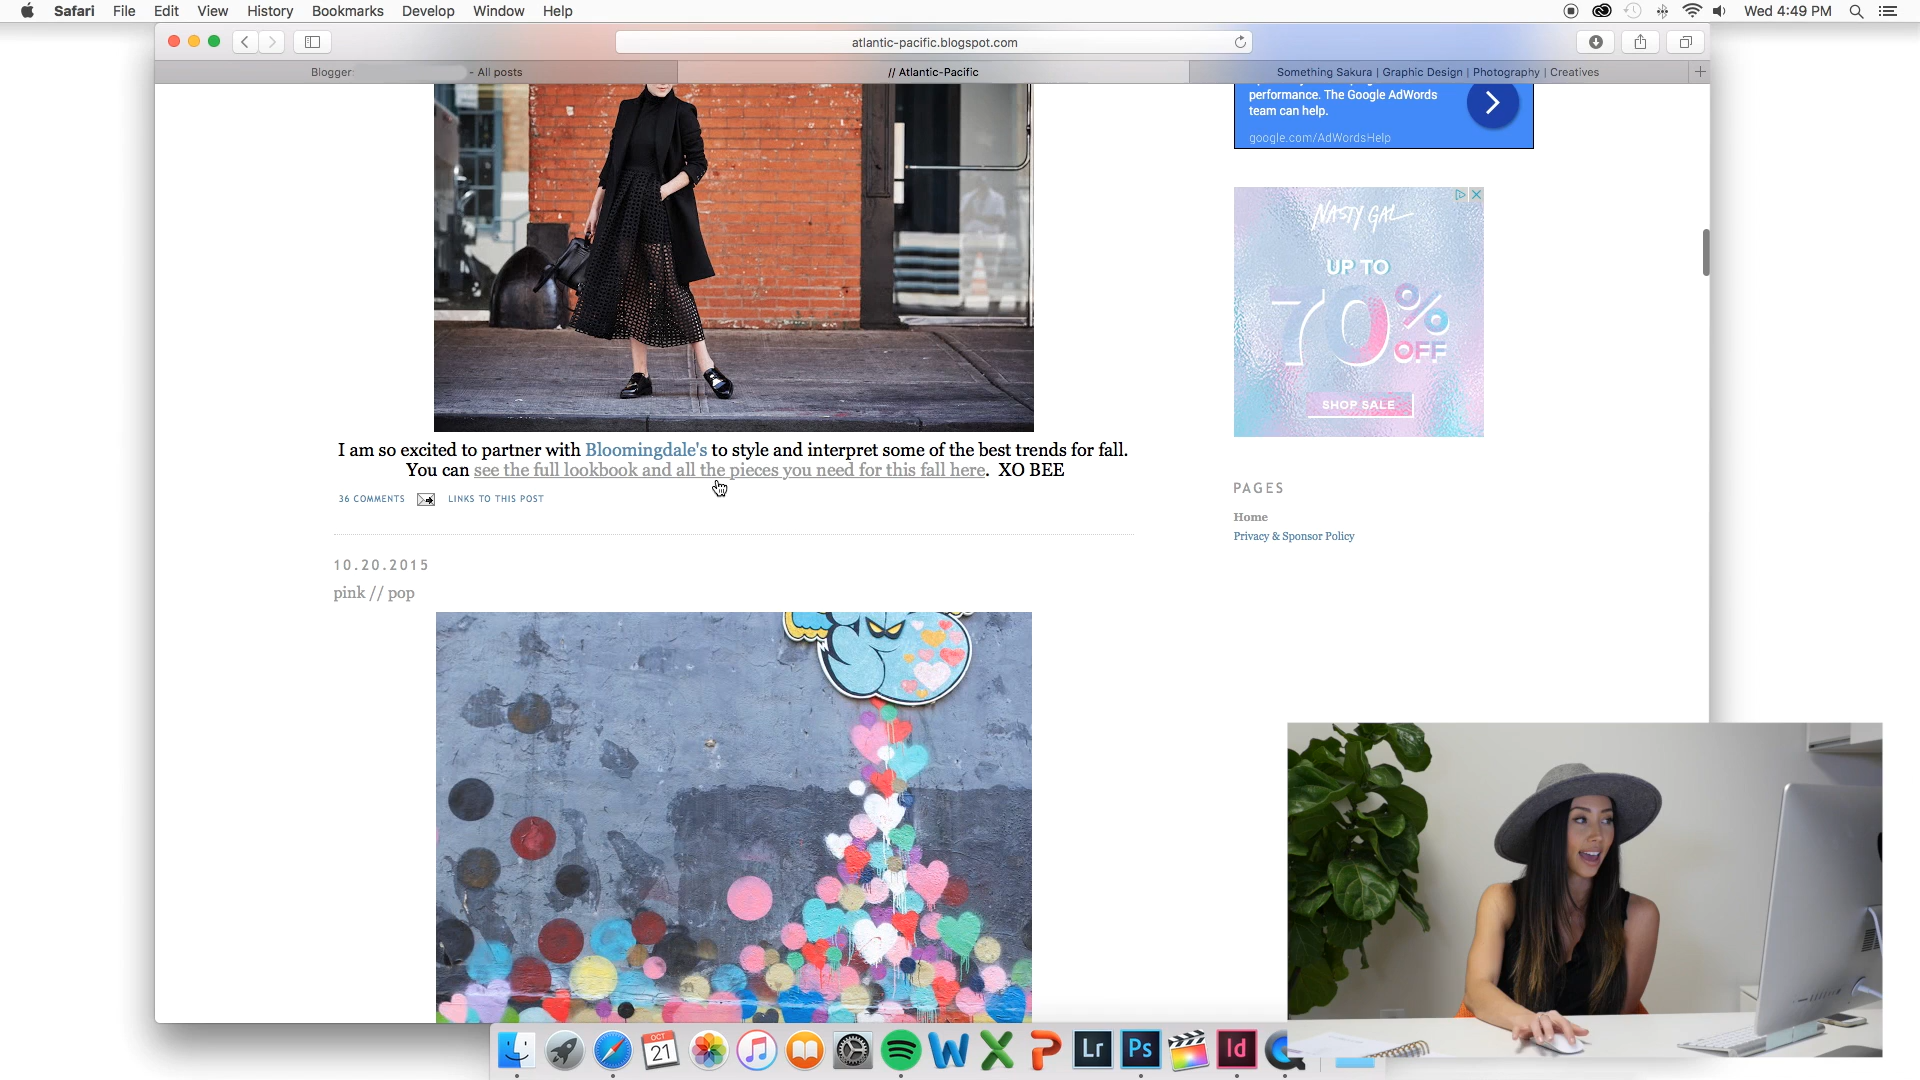 Safari File Edit View History Bookmarks Develop Window Help
Wed 4:49 PM
atlantic-pacific.blogspot.com
Blogger: - All posts
// Atlantic-Pacific
Something Sakura | Graphic Design | Photography | Creatives
performance. The Google AdWords
team can help.
google.com/AdWordsHelp
NASTY GAL
UP TO
70%
OFF
SHOP SALE
I am so excited to partner with Bloomingdale's to style and interpret some of the best trends for fall.
You can see the full lookbook and all the pieces you need for this fall here. XO BEE
36 COMMENTS LINKS TO THIS POST
PAGES
Home
Privacy & Sponsor Policy
10.20.2015
pink // pop
OCT
21
Lr
Ps
Id